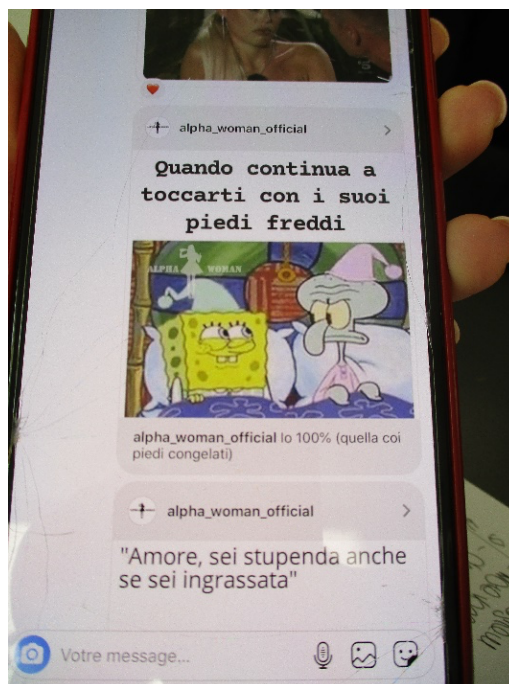 alpha_woman_official
Quando continua a
toccarti con i suoi
piedi freddi
ALPHA WOMAN
alpha_woman_official Io 100% (quella coi
piedi congelati)
alpha_woman_official
"Amore, sei stupenda anche
se sei ingrassata"
Votre message...